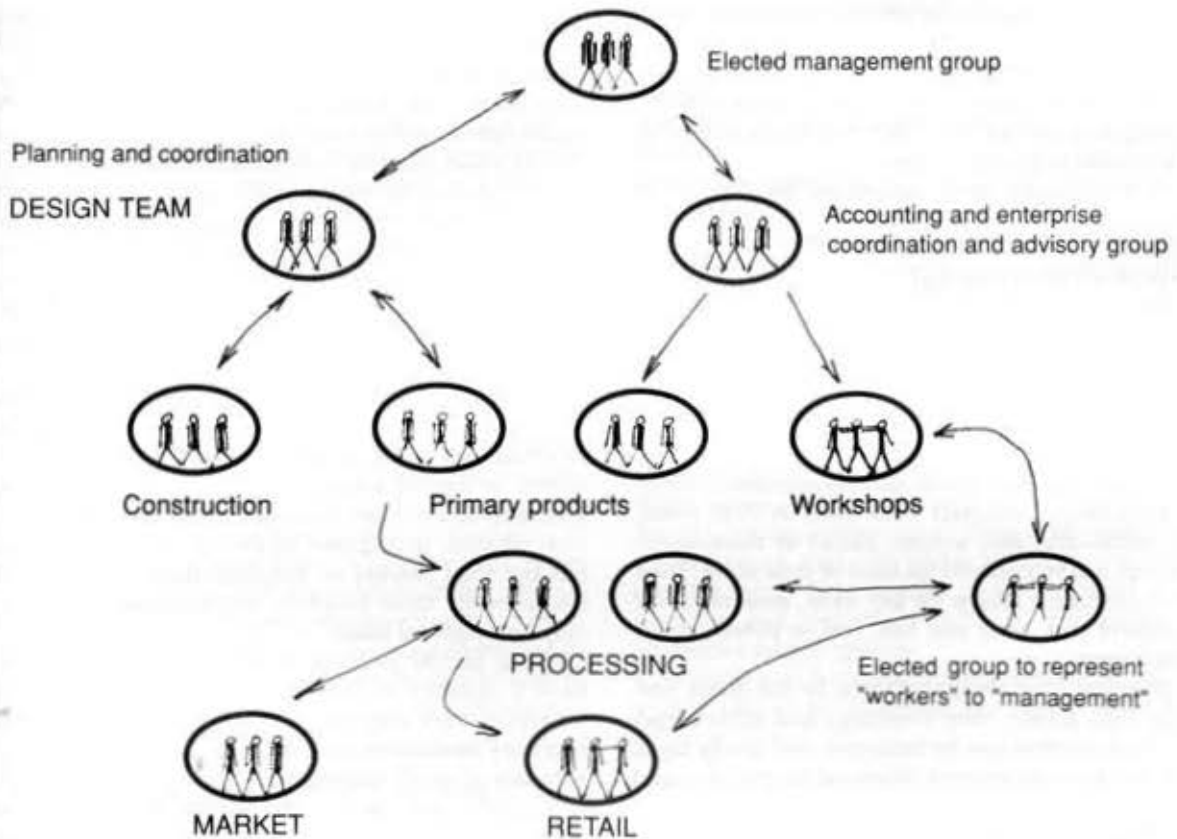 Elected management group
Planning and coordination
DESIGN TEAM
Accounting and enterprise
coordination and advisory group
Construction
Primary products
Workshops
PROCESSING
Elected group to represent
"workers" to "management"
MARKET
RETAIL